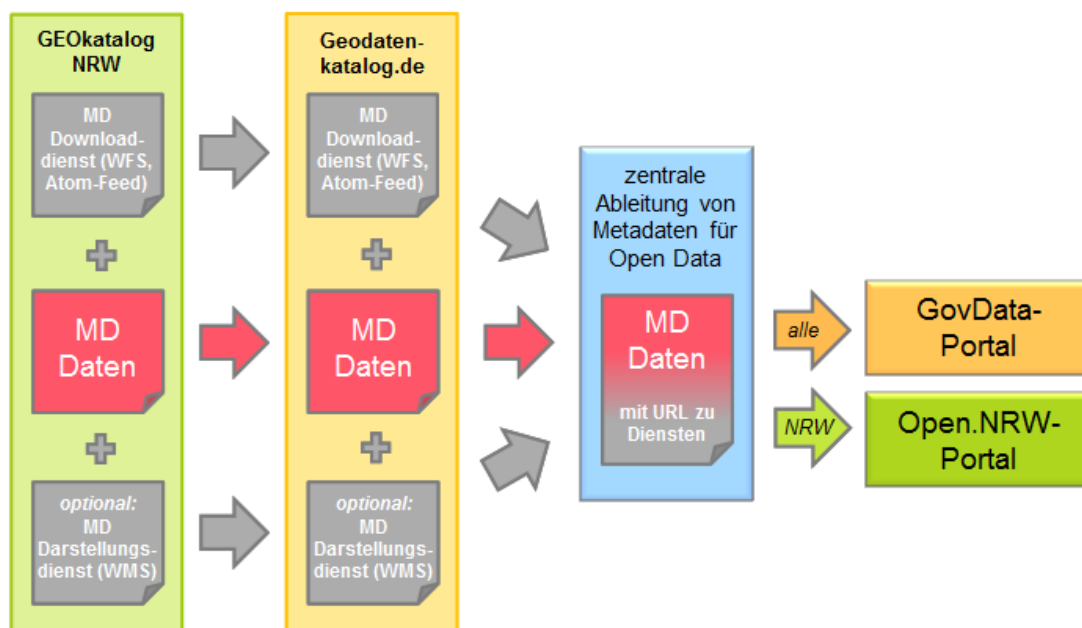 GEOkatalog
NRW
MD
Download-
dienst (WFS,
Atom-Feed)
MD
Daten
optional:
MD
Darstellungs-
dienst (WMS)
Geodaten-
katalog.de
MD
Download-
dienst (WFS,
Atom-Feed)
MD
Daten
optional:
MD
Darstellungs-
dienst (WMS)
zentrale
Ableitung von
Metadaten für
Open Data
MD
Daten
mit URL zu
Diensten
alle
GovData-
Portal
NRW
Open.NRW-
Portal